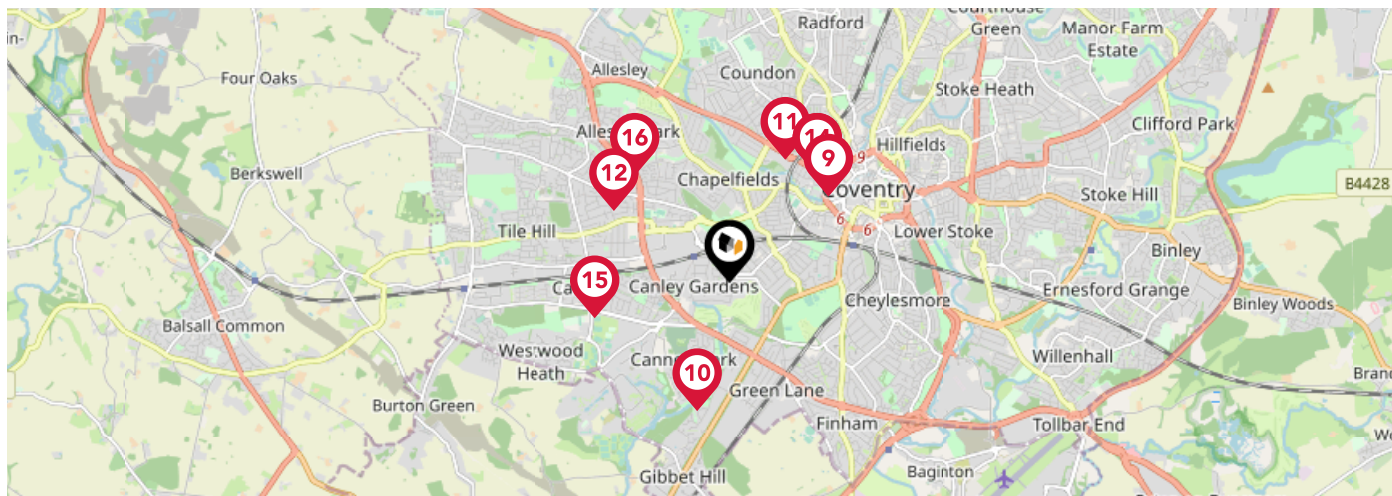 Courthouse
Green
Radford
Manor Farm
Estate
Allesley
Coundon
Four Oaks
Stoke Heath
11
14
Clifford Park
16
Hillfields
9
9
12
Berkswell
Chapelfields
B4428
Coventry
Stoke Hill
6
6
Tile Hill
Lower Stoke
Binley
15
Canley Gardens
Ernesford Grange
Cheylesmore
Binley Woods
Balsall Common
Westwood
Heath
Willenhall
10
Green Lane
Burton Green
Finham
Tollbar End
Gibbet Hill
Baginton